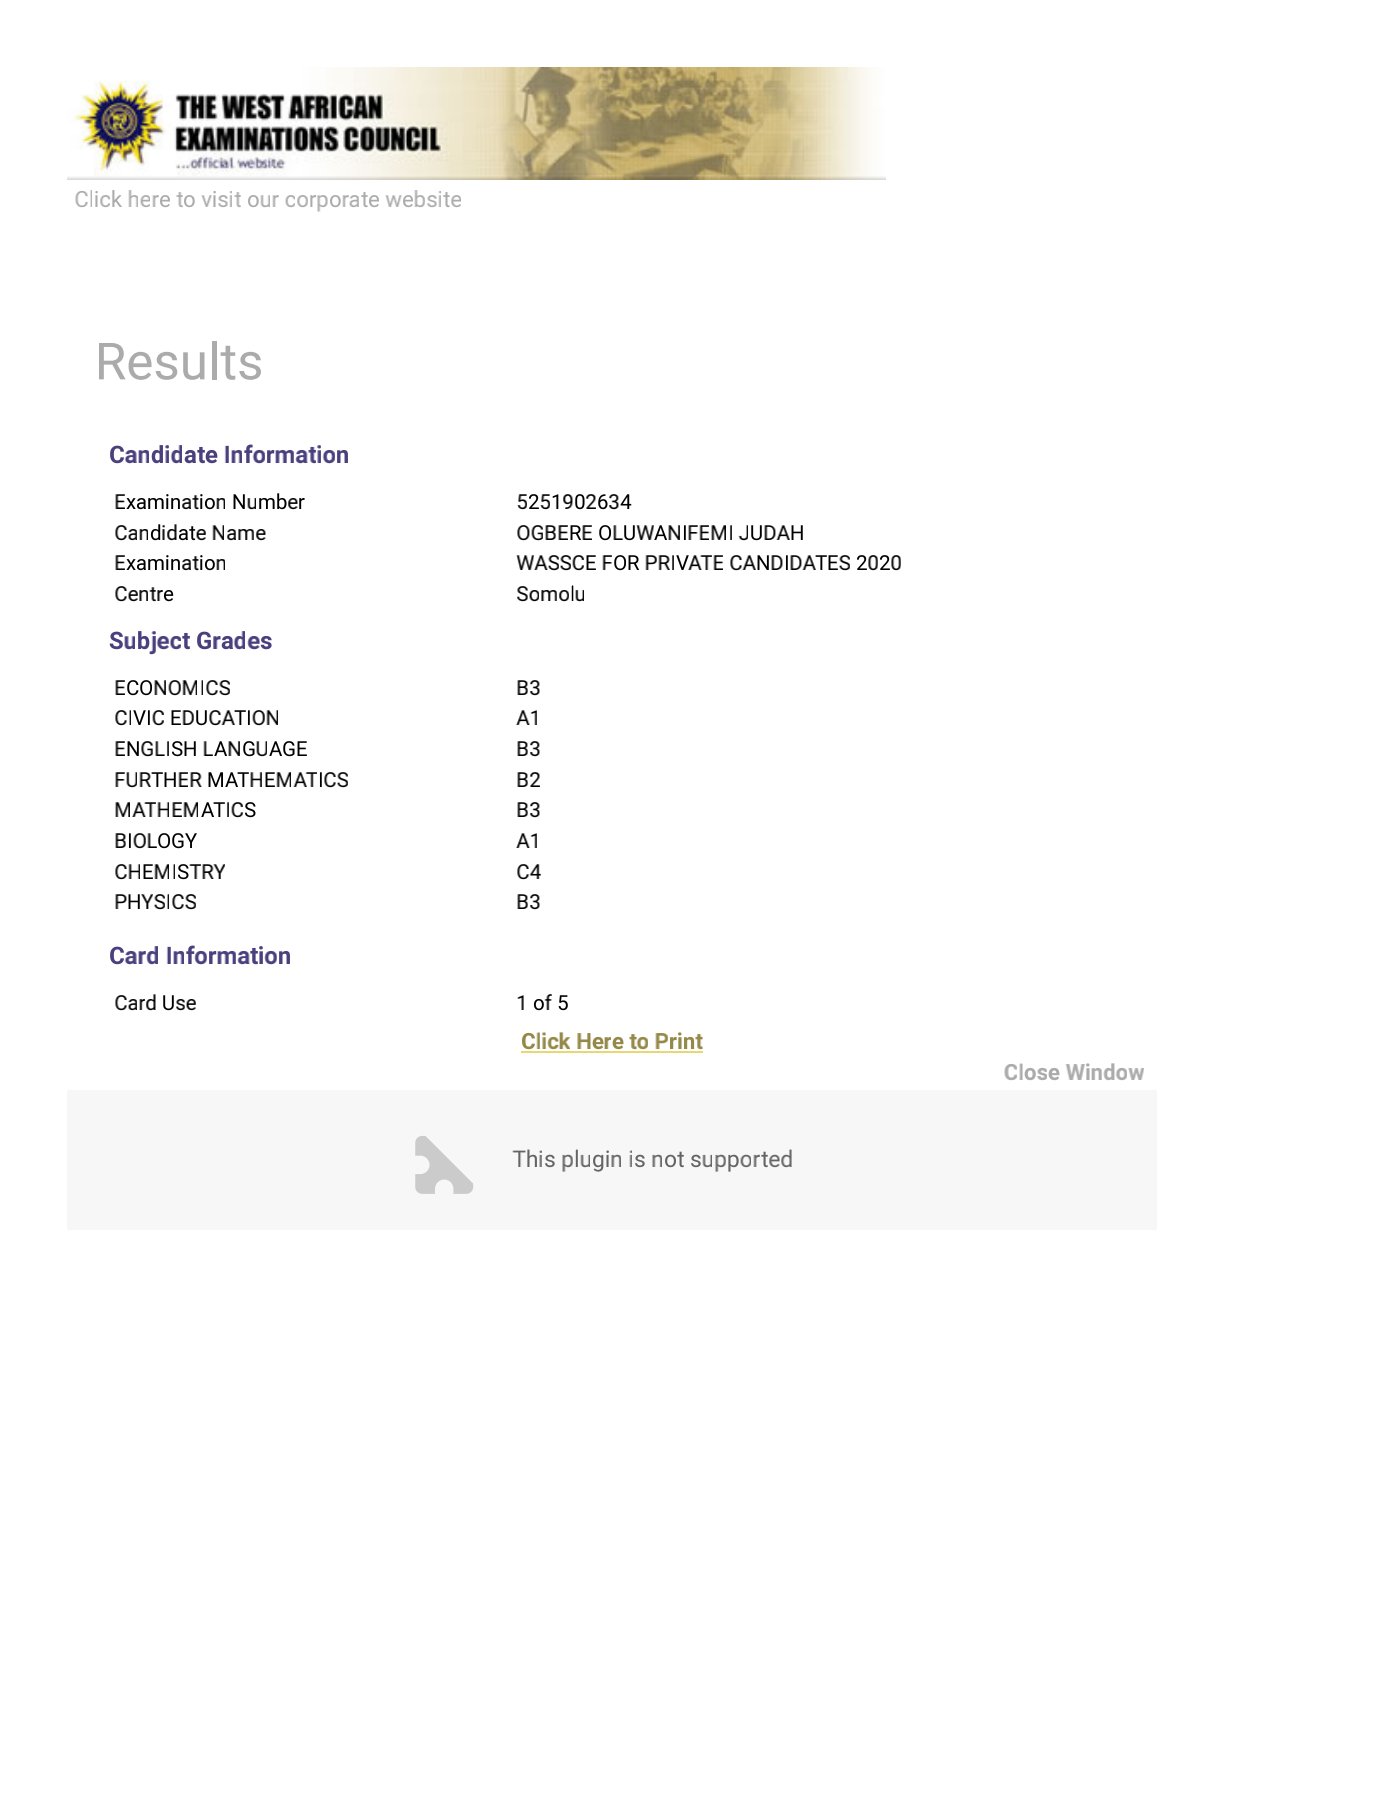 THE WEST AFRICAN
EXAMINATIONS COUNCIL
...official website
Click here to visit our corporate website
Results
Candidate Information
Examination Number 5251902634
Candidate Name OGBERE OLUWANIFEMI JUDAH
Examination WASSCE FOR PRIVATE CANDIDATES 2020
Centre Somolu
Subject Grades
ECONOMICS B3
CIVIC EDUCATION A1
ENGLISH LANGUAGE B3
FURTHER MATHEMATICS B2
MATHEMATICS B3
BIOLOGY A1
CHEMISTRY C4
PHYSICS B3
Card Information
Card Use 1 of 5
Click Here to Print
Close Window
This plugin is not supported